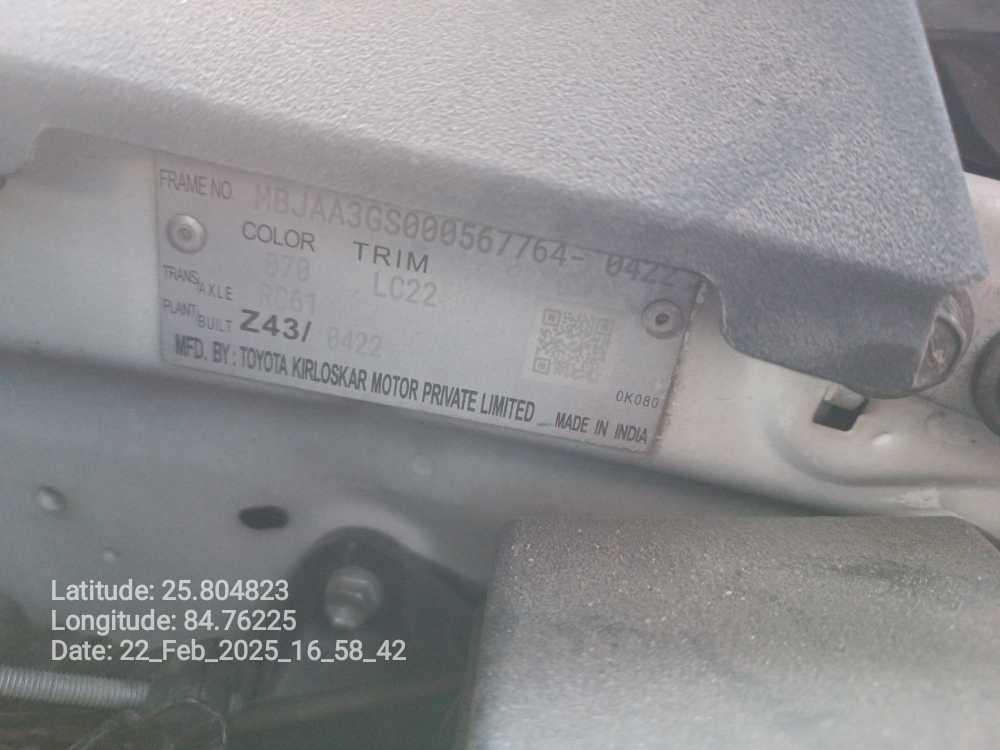 FRAME NO. MBJAA3GS000567764- 0422
COLOR TRIM
070 LC22
TRANS/AXLE RC61
PLANT/BUILT Z43/ 0422
MFD. BY : TOYOTA KIRLOSKAR MOTOR PRIVATE LIMITED MADE IN INDIA
0K080
Latitude: 25.804823
Longitude: 84.76225
Date: 22_Feb_2025_16_58_42